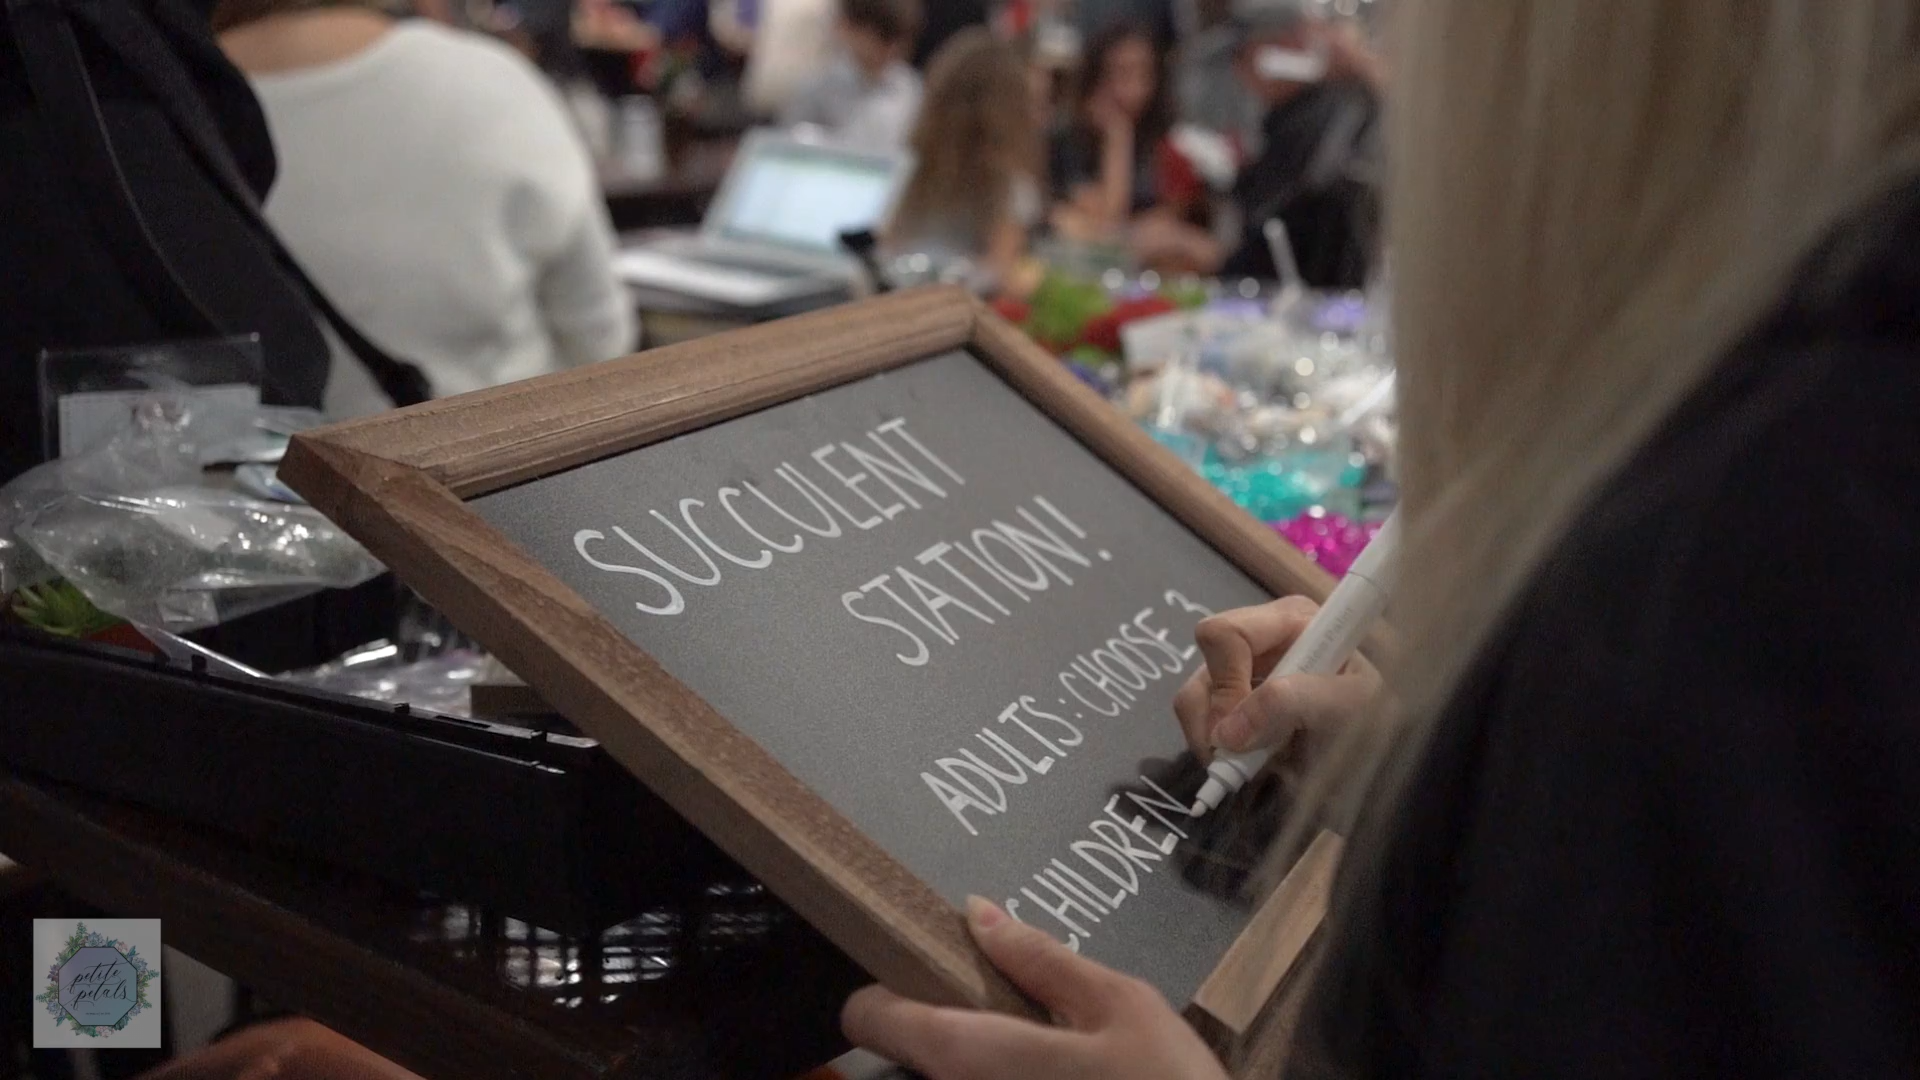 SUCCULENT
STATION!
ADULTS: CHOOSE 3
CHILDREN
petite
petals